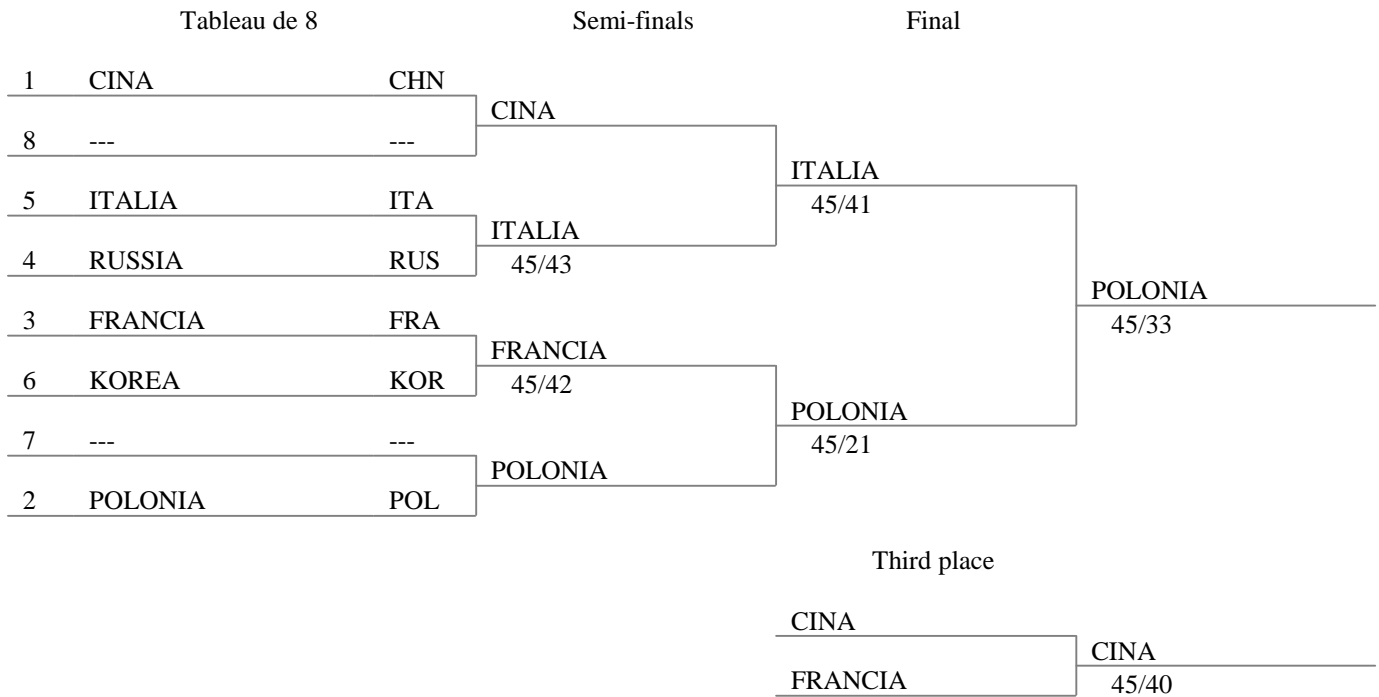 Tableau de 8 Semi-finals Final
1 CINA CHN
CINA
8 --- ---
ITALIA
45/41
5 ITALIA ITA
ITALIA
45/43
4 RUSSIA RUS
POLONIA
45/33
3 FRANCIA FRA
FRANCIA
45/42
6 KOREA KOR
POLONIA
45/21
7 --- ---
POLONIA
2 POLONIA POL
Third place
CINA
CINA
45/40
FRANCIA